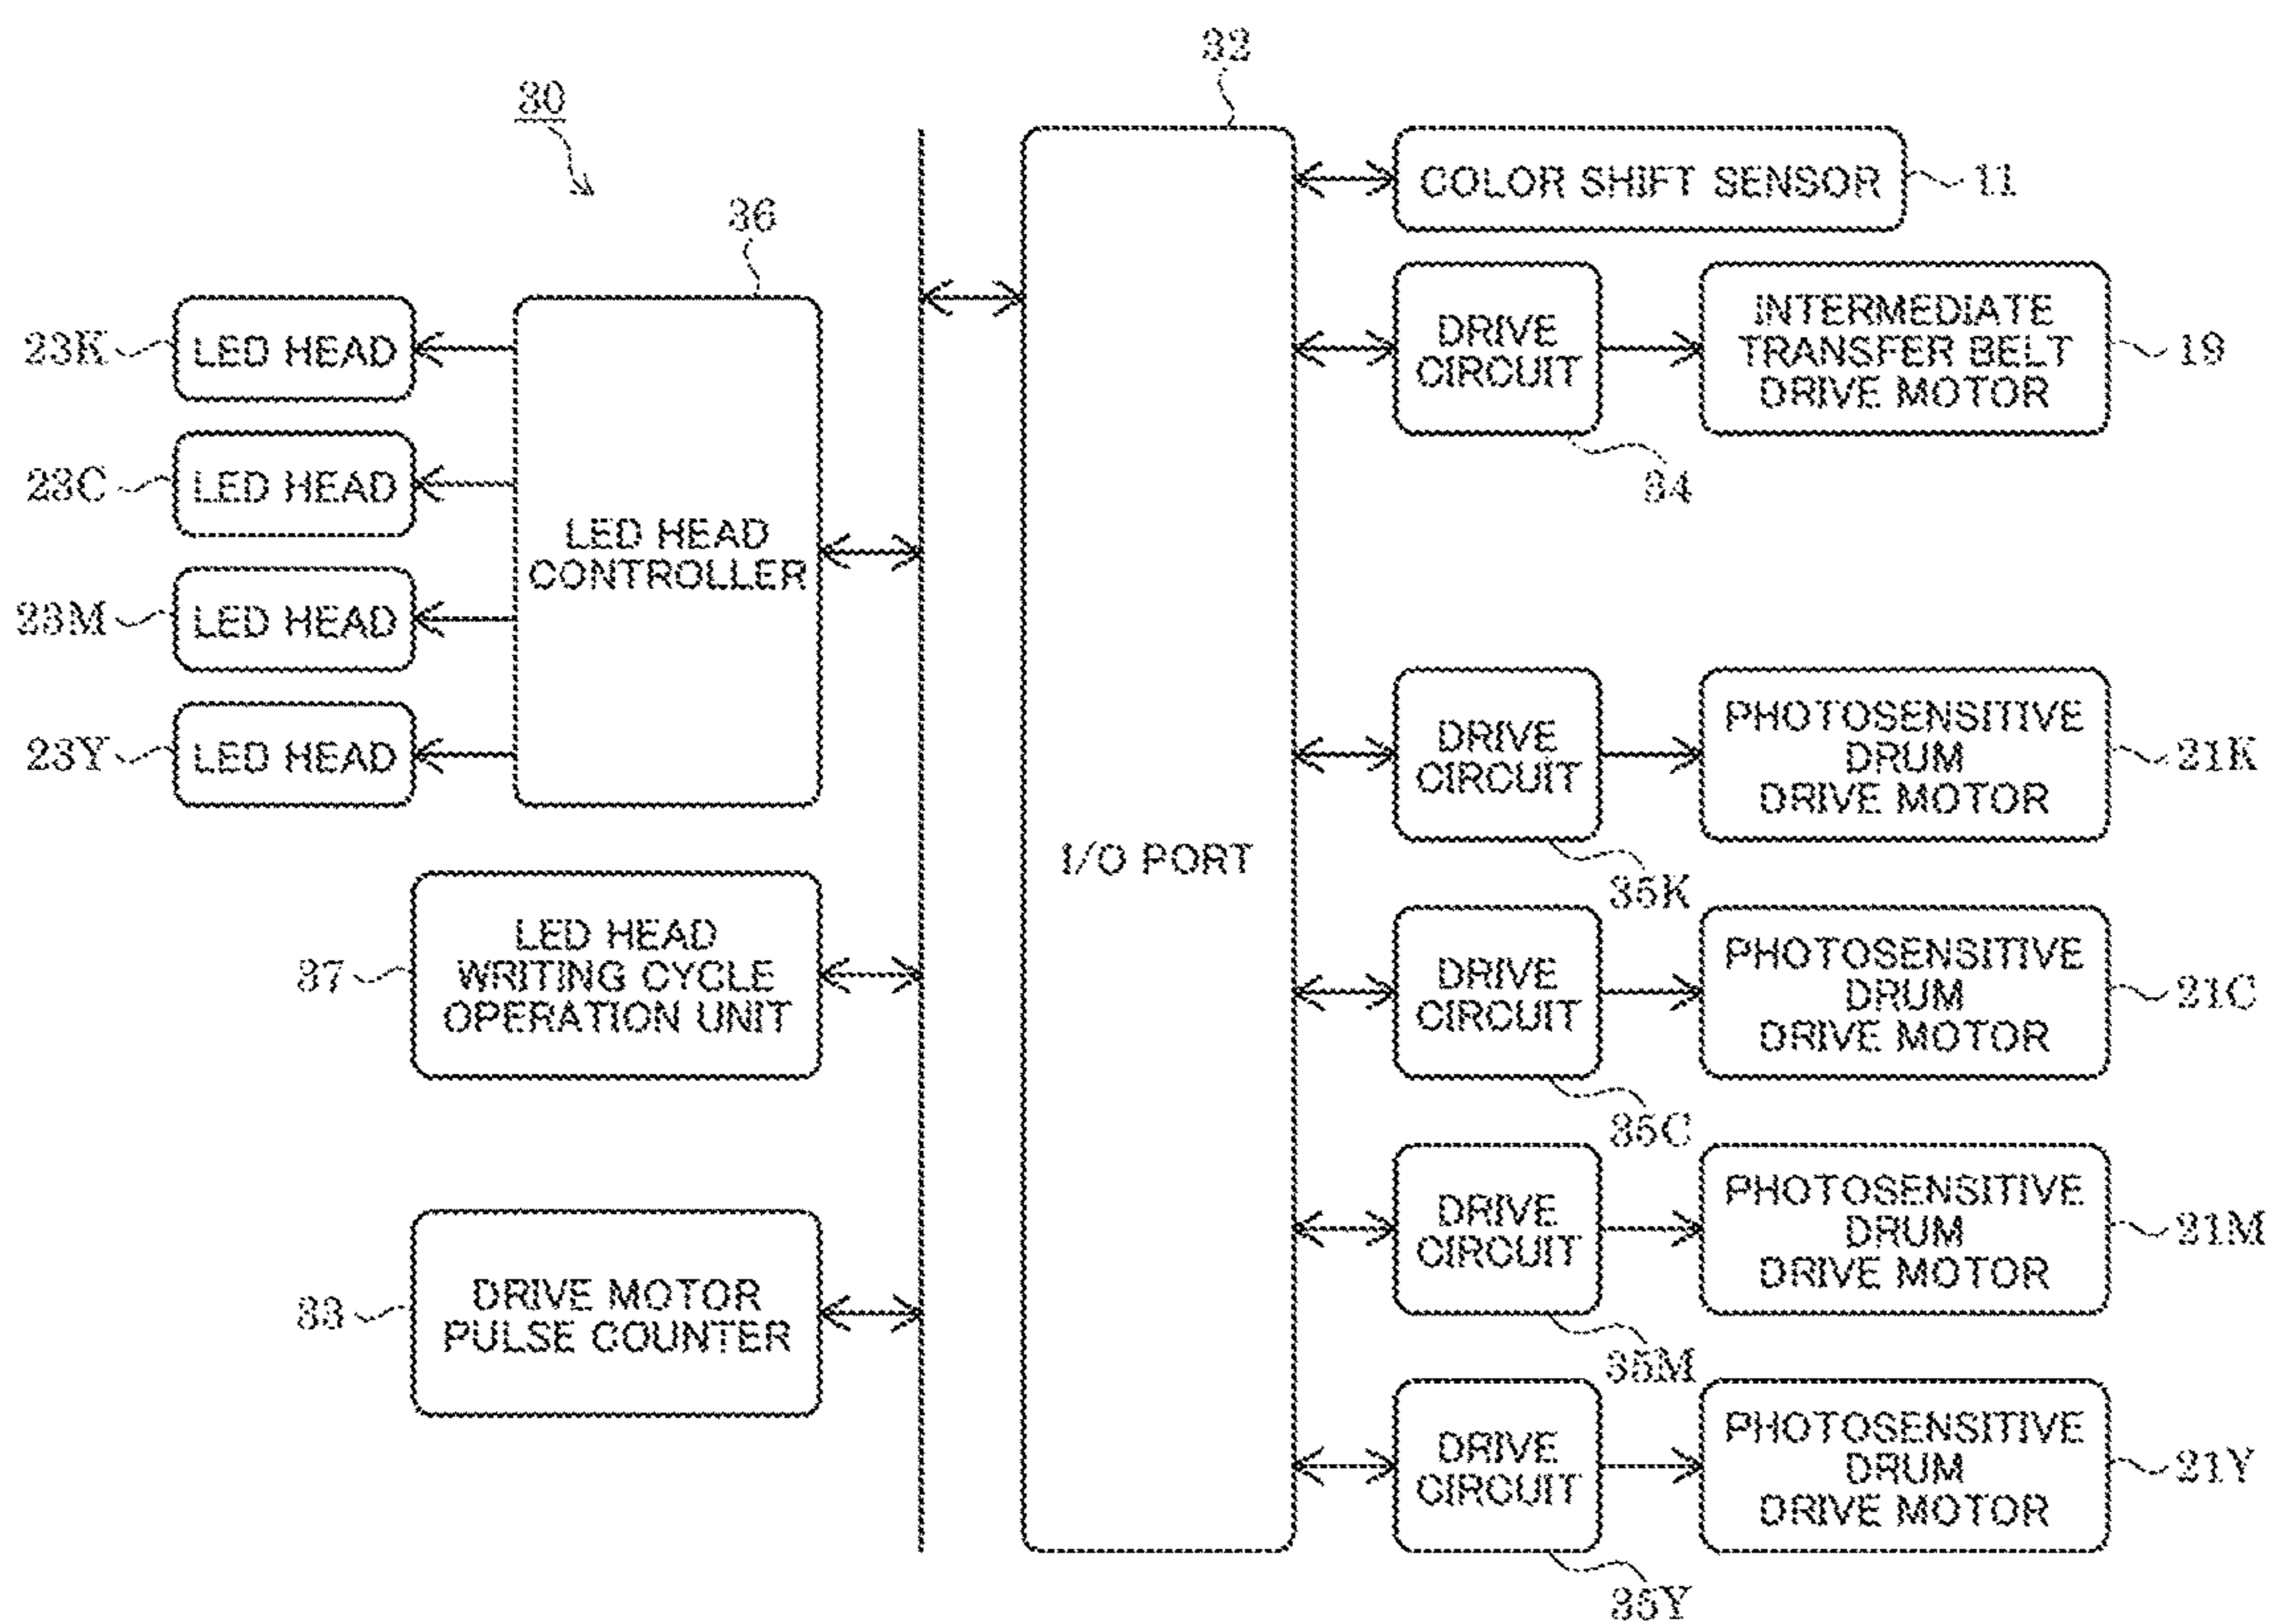 32
30
COLOR SHIFT SENSOR
11
36
23K
LED HEAD
DRIVE
CIRCUIT
INTERMEDIATE
TRANSFER BELT
DRIVE MOTOR
19
34
23C
LED HEAD
LED HEAD
CONTROLLER
23M
LED HEAD
23Y
LED HEAD
DRIVE
CIRCUIT
PHOTOSENSITIVE
DRUM
DRIVE MOTOR
21K
35K
I/O PORT
37
LED HEAD
WRITING CYCLE
OPERATION UNIT
DRIVE
CIRCUIT
PHOTOSENSITIVE
DRUM
DRIVE MOTOR
21C
35C
DRIVE
CIRCUIT
PHOTOSENSITIVE
DRUM
DRIVE MOTOR
21M
35M
33
DRIVE MOTOR
PULSE COUNTER
DRIVE
CIRCUIT
PHOTOSENSITIVE
DRUM
DRIVE MOTOR
21Y
35Y